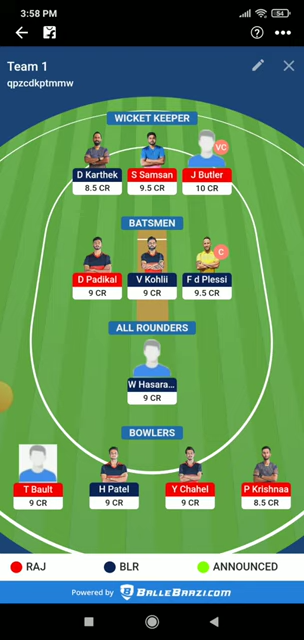 3:58 PM
54
Team 1
qpzcdkptmmw
WICKET KEEPER
VC
D Karthek
S Samsan
J Butler
8.5 CR
9.5 CR
10 CR
BATSMEN
C
D Padikal
V Kohlii
F d Plessi
9 CR
9 CR
9.5 CR
ALL ROUNDERS
W Hasara...
9 CR
BOWLERS
T Bault
H Patel
Y Chahel
P Krishnaa
9 CR
9 CR
9 CR
8.5 CR
RAJ
BLR
ANNOUNCED
Powered by BALLEBAAZI.COM